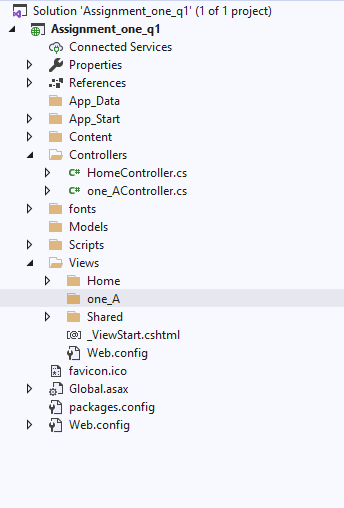 Solution 'Assignment_one_q1' (1 of 1 project)
Assignment_one_q1
Connected Services
Properties
References
App_Data
App_Start
Content
Controllers
C# HomeController.cs
C# one_AController.cs
fonts
Models
Scripts
Views
Home
one_A
Shared
[@] _ViewStart.cshtml
Web.config
favicon.ico
Global.asax
packages.config
Web.config